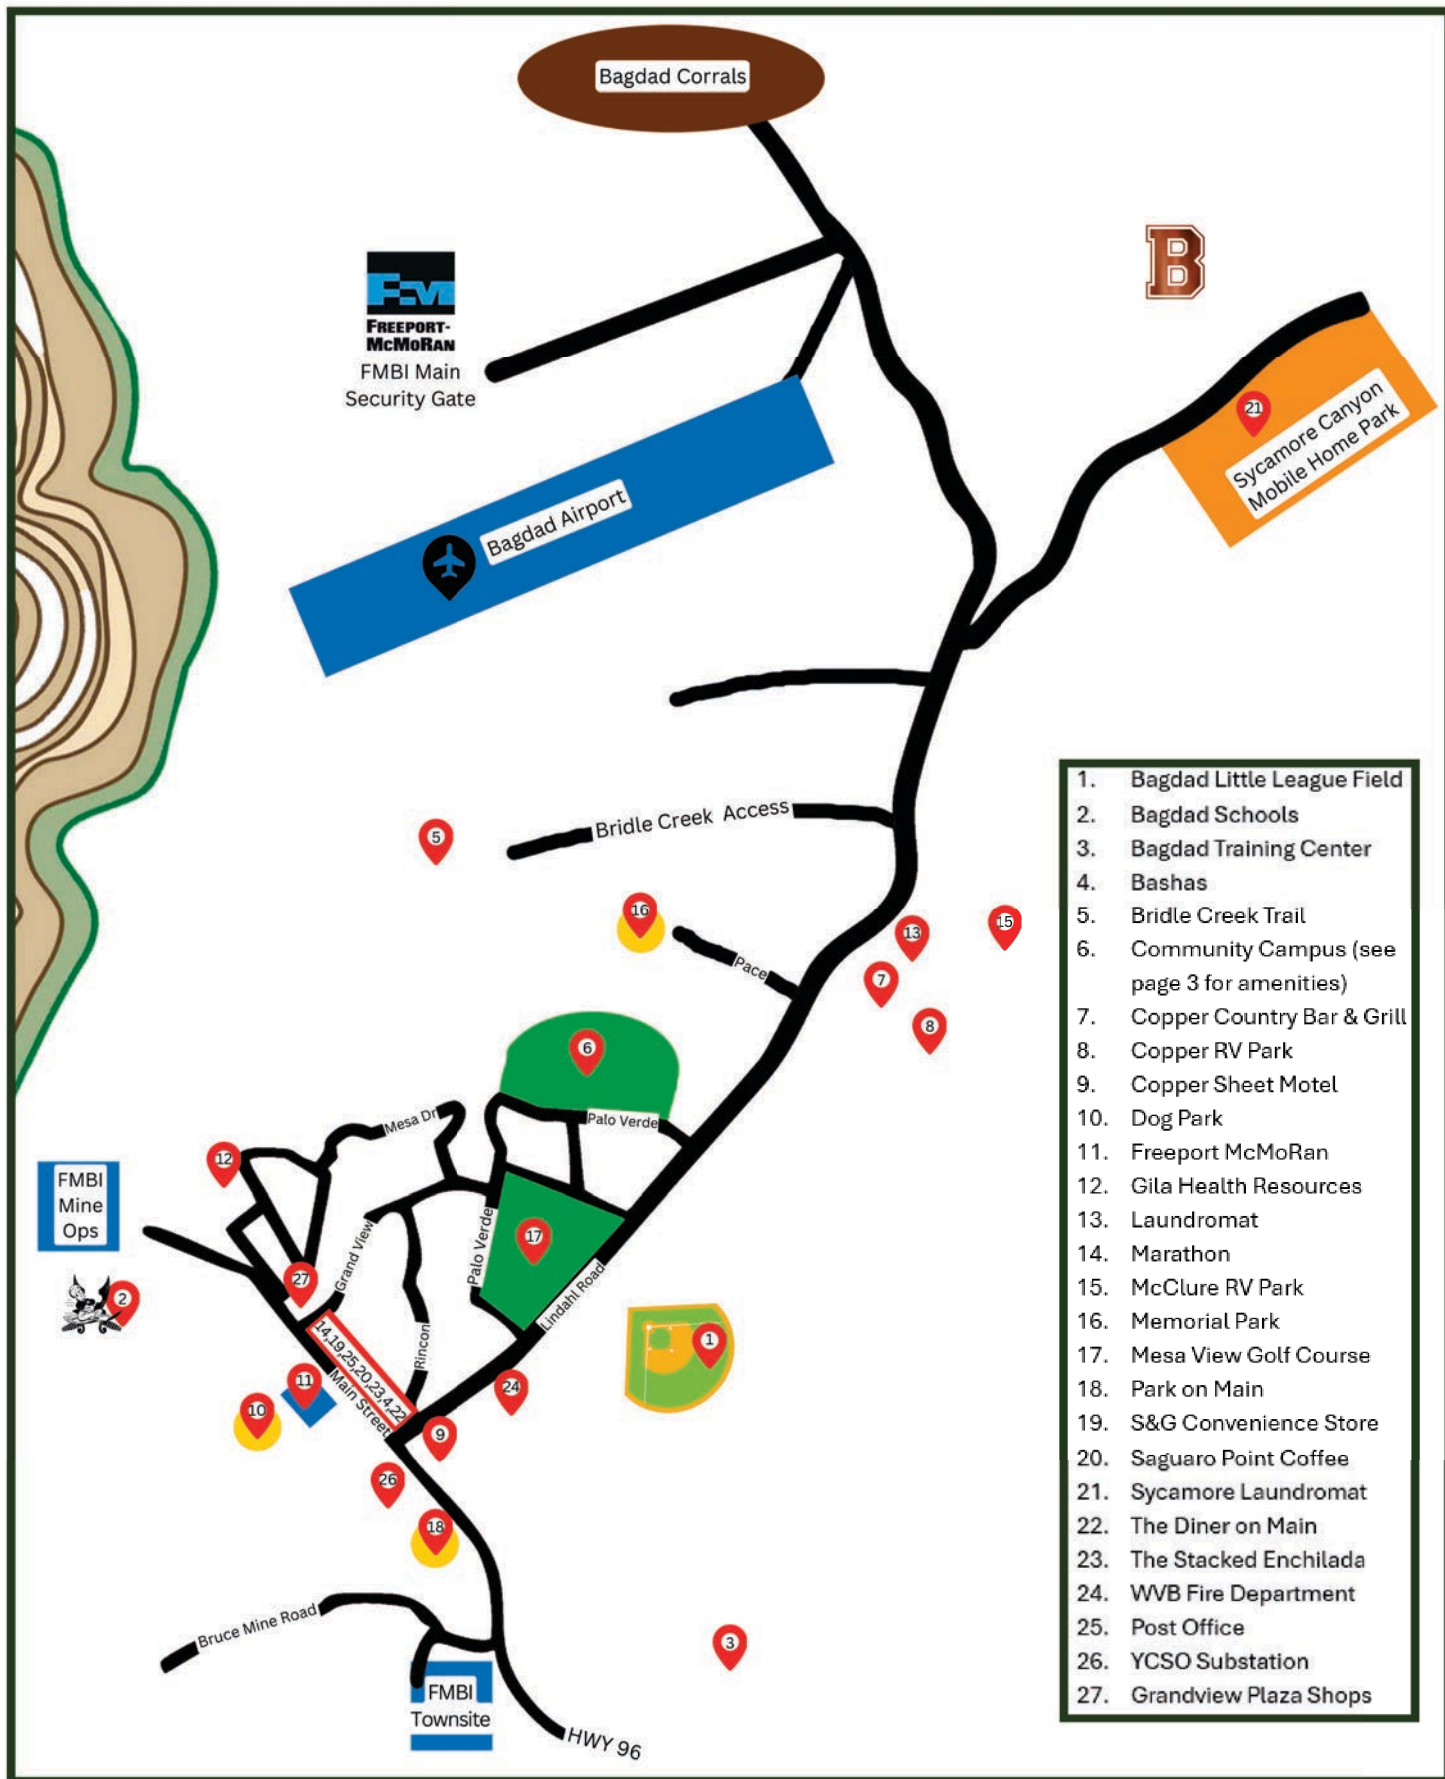 Bagdad Corrals
B
FREEPORT-
MCMORAN
FMBI Main
Security Gate
21
Sycamore Canyon
Mobile Home Park
Bagdad Airport
Bridle Creek Access
5
16
13
15
Pace
7
8
6
Mesa Dr
Palo Verde
12
FMBI
Mine
Ops
Palo Verde
17
Grand View
27
2
Lindahl Road
1
14,19,25,20,23,4,22
Rincon
Main Street
11
24
10
9
26
18
Bruce Mine Road
3
FMBI
Townsite
HWY 96
1. Bagdad Little League Field
2. Bagdad Schools
3. Bagdad Training Center
4. Bashas
5. Bridle Creek Trail
6. Community Campus (see
page 3 for amenities)
7. Copper Country Bar & Grill
8. Copper RV Park
9. Copper Sheet Motel
10. Dog Park
11. Freeport McMoRan
12. Gila Health Resources
13. Laundromat
14. Marathon
15. McClure RV Park
16. Memorial Park
17. Mesa View Golf Course
18. Park on Main
19. S&G Convenience Store
20. Saguaro Point Coffee
21. Sycamore Laundromat
22. The Diner on Main
23. The Stacked Enchilada
24. WVB Fire Department
25. Post Office
26. YCSO Substation
27. Grandview Plaza Shops